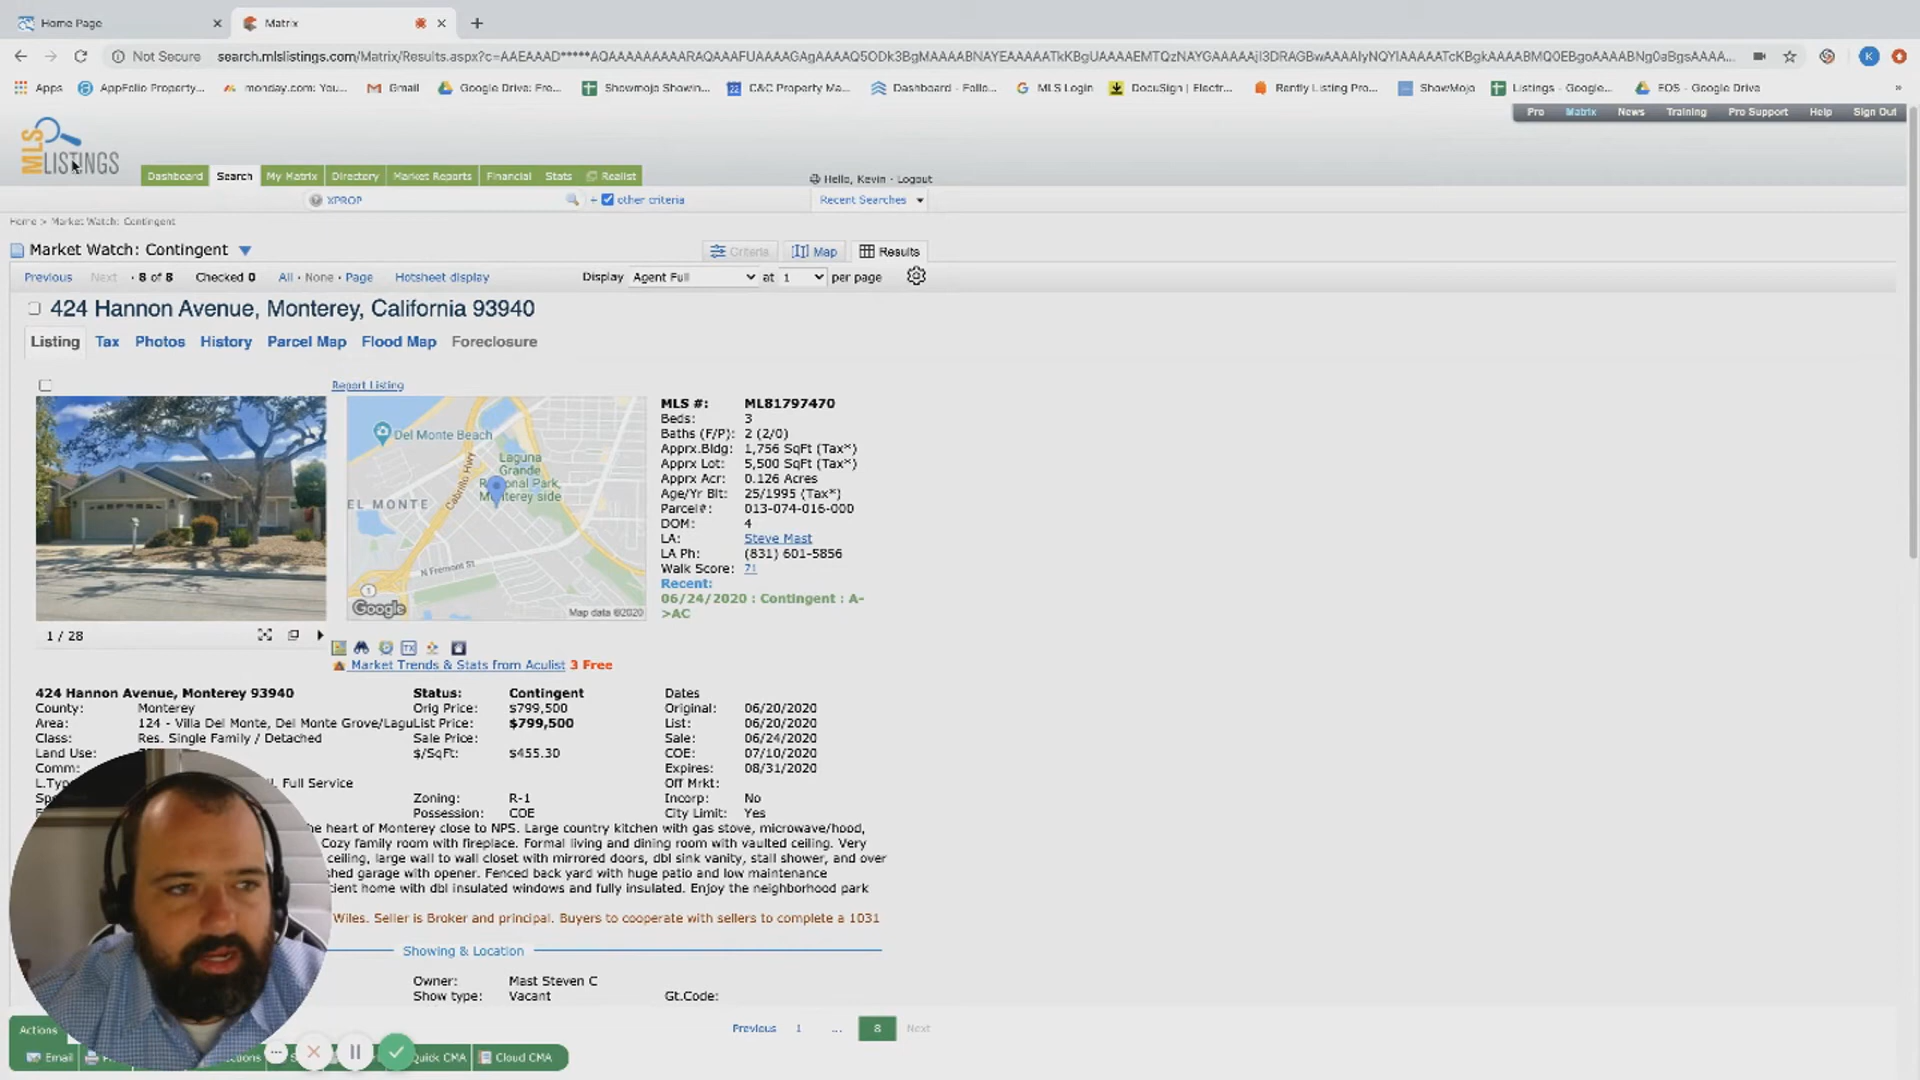 Home Page
Matrix
Not Secure search.mlslistings.com/Matrix/Results.aspx?c=
Apps AppFolio Property... monday.com: You... Gmail Google Drive: Fre... Showmojo Showin... C&C Property Ma... Dashboard - Follo... MLS Login DocuSign | Electr... Rently Listing Pro... ShowMojo Listings - Google... EOS - Google Drive »
Pro Matrix News Training Pro Support Help Sign Out
MLS LISTINGS
Dashboard Search My Matrix Directory Market Reports Financial Stats Realist
Hello, Kevin · Logout
XPROP + other criteria Recent Searches
Home > Market Watch: Contingent
Market Watch: Contingent
Criteria Map Results
Previous Next · 8 of 8 Checked 0 All · None · Page Hotsheet display Display Agent Full at 1 per page
424 Hannon Avenue, Monterey, California 93940
Listing Tax Photos History Parcel Map Flood Map Foreclosure
Report Listing
Del Monte Beach
Laguna
Grande
Regional Park
Monterey side
EL MONTE
Cabrillo Hwy
N Fremont St
1
Google
Map data ©2020
MLS #: ML81797470
Beds: 3
Baths (F/P): 2 (2/0)
Apprx.Bldg: 1,756 SqFt (Tax*)
Apprx Lot: 5,500 SqFt (Tax*)
Apprx Acr: 0.126 Acres
Age/Yr Blt: 25/1995 (Tax*)
Parcel#: 013-074-016-000
DOM: 4
LA: Steve Mast
LA Ph: (831) 601-5856
Walk Score: 71
Recent:
06/24/2020 : Contingent : A-
>AC
1 / 28
TX
Market Trends & Stats from Aculist 3 Free
424 Hannon Avenue, Monterey 93940 Status: Contingent Dates
County: Monterey Orig Price: $799,500 Original: 06/20/2020
Area: 124 - Villa Del Monte, Del Monte Grove/Lagu List Price: $799,500 List: 06/20/2020
Class: Res. Single Family / Detached Sale Price: Sale: 06/24/2020
Land Use: $/SqFt: $455.30 COE: 07/10/2020
Comm: Expires: 08/31/2020
L.Typ , Full Service Off Mrkt:
Sp Zoning: R-1 Incorp: No
Possession: COE City Limit: Yes
he heart of Monterey close to NPS. Large country kitchen with gas stove, microwave/hood,
Cozy family room with fireplace. Formal living and dining room with vaulted ceiling. Very
ceiling, large wall to wall closet with mirrored doors, dbl sink vanity, stall shower, and over
shed garage with opener. Fenced back yard with huge patio and low maintenance
cient home with dbl insulated windows and fully insulated. Enjoy the neighborhood park
Wiles. Seller is Broker and principal. Buyers to cooperate with sellers to complete a 1031
Showing & Location
Owner: Mast Steven C
Show type: Vacant Gt.Code:
Actions Previous 1 ... 8 Next
Email ctions Quick CMA Cloud CMA